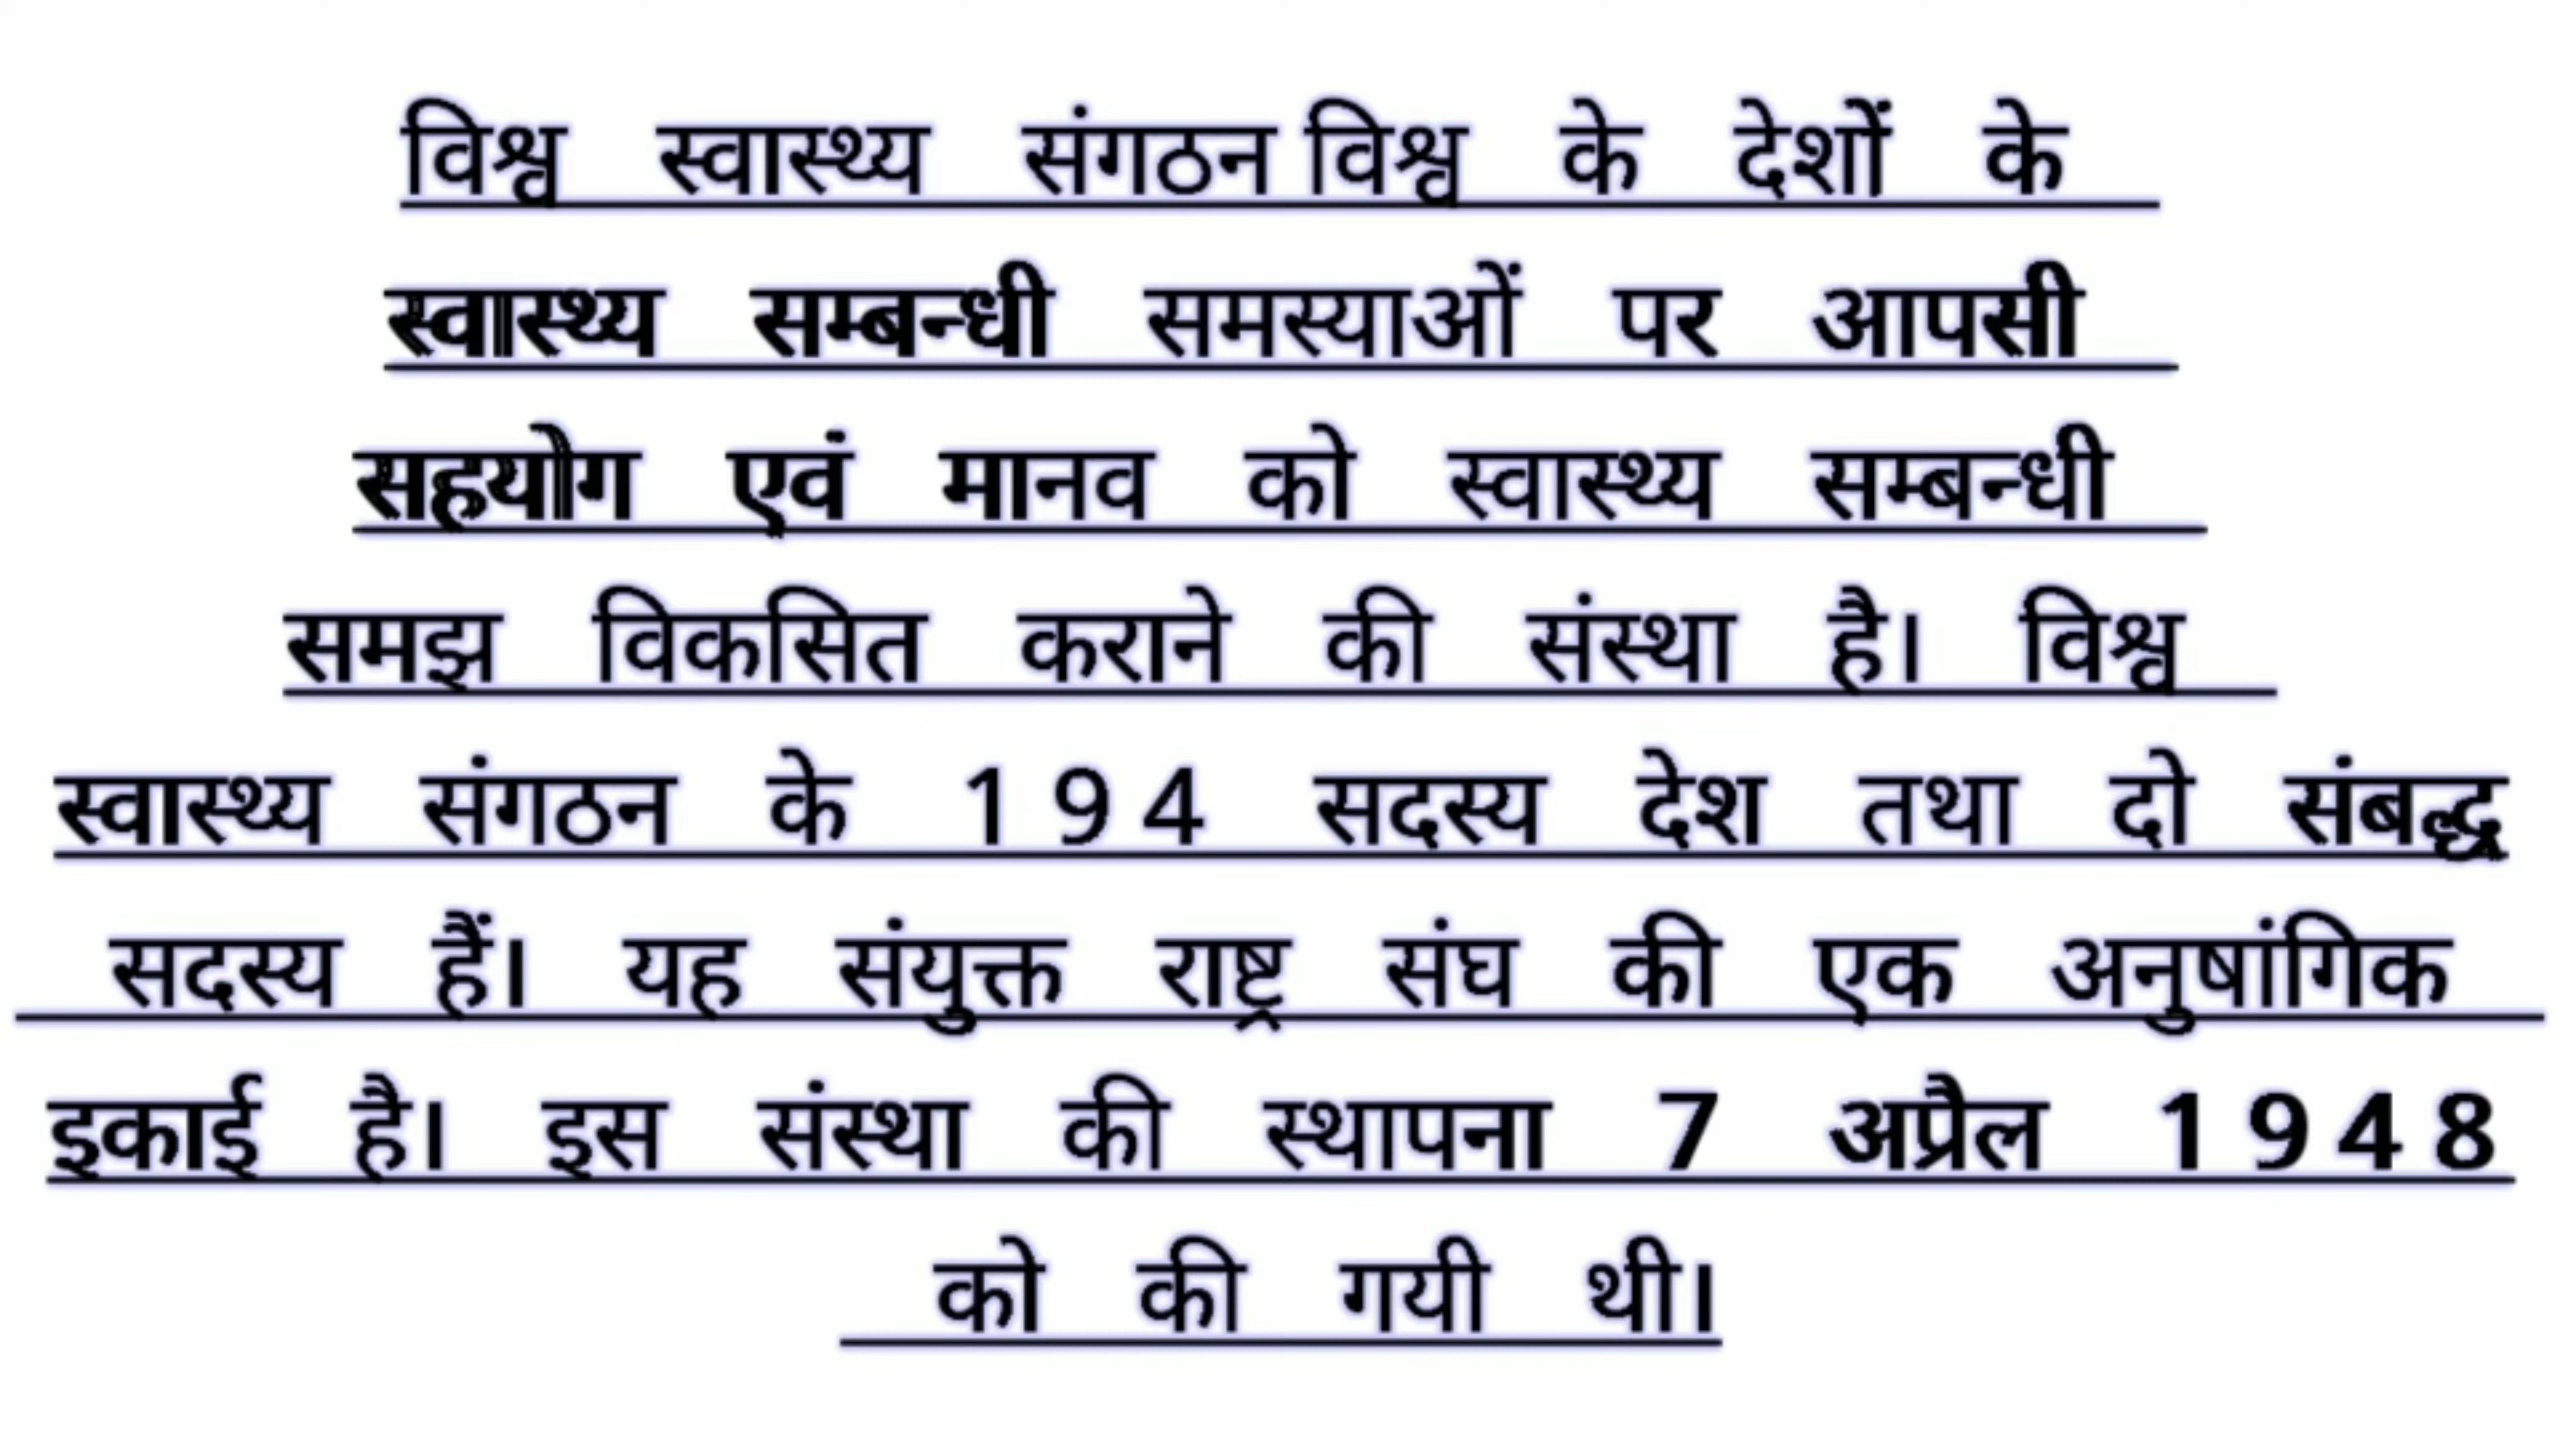 विश्व स्वास्थ्य संगठन विश्व के देशों के
स्वास्थ्य सम्बन्धी समस्याओं पर आपसी
सहयोग एवं मानव को स्वास्थ्य सम्बन्धी
समझ विकसित कराने की संस्था है। विश्व
स्वास्थ्य संगठन के 194 सदस्य देश तथा दो संबद्ध
सदस्य हैं। यह संयुक्त राष्ट्र संघ की एक अनुषांगिक
इकाई है। इस संस्था की स्थापना 7 अप्रैल 1948
को की गयी थी।